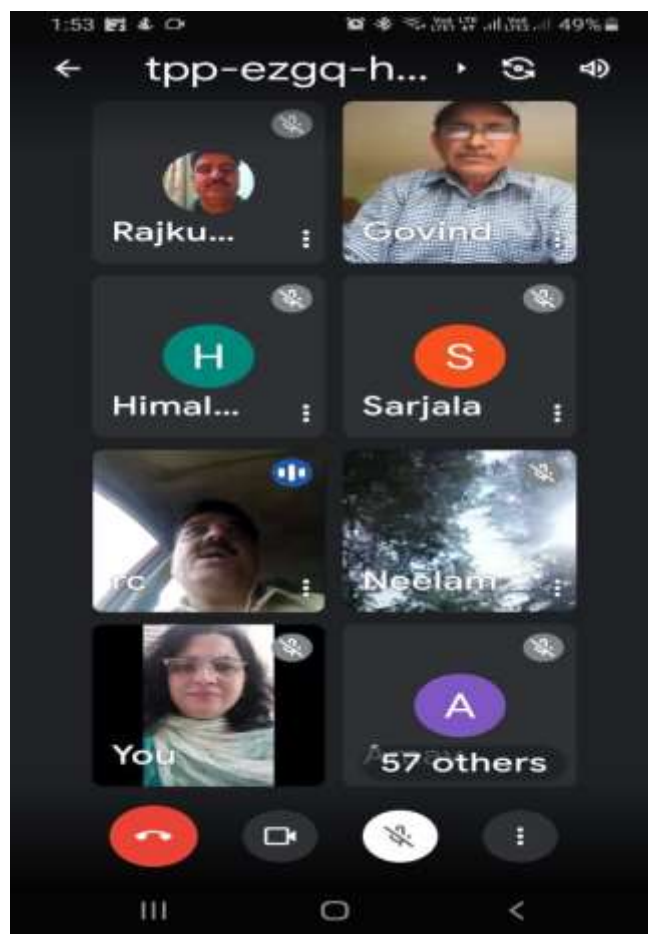 1:53 49%
tpp-ezgq-h...
Rajku...
Govind
H
S
Himal...
Sarjala
rc
Neelam
A
You
57 others